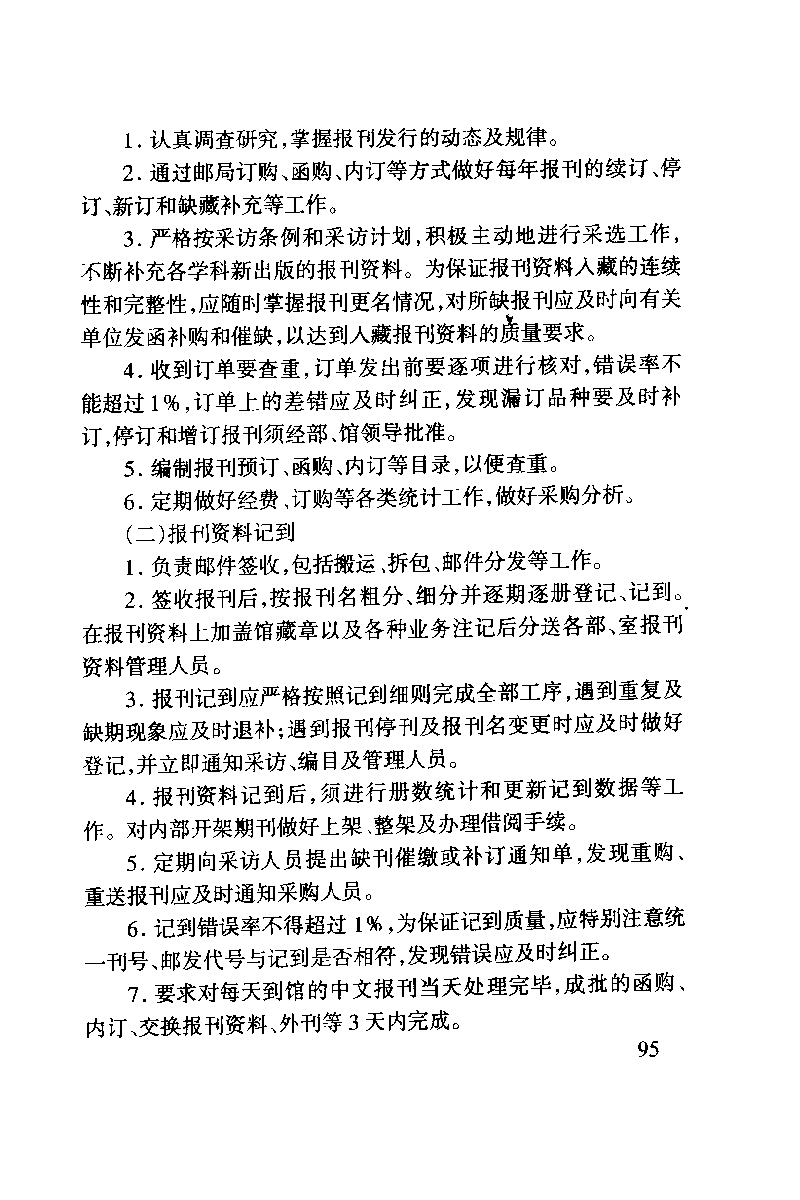 1. 认真调查研究,掌握报刊发行的动态及规律。
2. 通过邮局订购、函购、内订等方式做好每年报刊的续订、停
订、新订和缺藏补充等工作。
3. 严格按采访条例和采访计划,积极主动地进行采选工作,
不断补充各学科新出版的报刊资料。为保证报刊资料入藏的连续
性和完整性,应随时掌握报刊更名情况,对所缺报刊应及时向有关
单位发函补购和催缺,以达到入藏报刊资料的质量要求。
4. 收到订单要查重,订单发出前要逐项进行核对,错误率不
能超过1%,订单上的差错应及时纠正,发现漏订品种要及时补
订,停订和增订报刊须经部、馆领导批准。
5. 编制报刊预订、函购、内订等目录,以便查重。
6. 定期做好经费、订购等各类统计工作,做好采购分析。
(二)报刊资料记到
1. 负责邮件签收,包括搬运、拆包、邮件分发等工作。
2. 签收报刊后,按报刊名粗分、细分并逐期逐册登记、记到。
在报刊资料上加盖馆藏章以及各种业务注记后分送各部、室报刊
资料管理人员。
3. 报刊记到应严格按照记到细则完成全部工序,遇到重复及
缺期现象应及时退补;遇到报刊停刊及报刊名变更时应及时做好
登记,并立即通知采访、编目及管理人员。
4. 报刊资料记到后,须进行册数统计和更新记到数据等工
作。对内部开架期刊做好上架、整架及办理借阅手续。
5. 定期向采访人员提出缺刊催缴或补订通知单,发现重购、
重送报刊应及时通知采购人员。
6. 记到错误率不得超过1%,为保证记到质量,应特别注意统
一刊号、邮发代号与记到是否相符,发现错误应及时纠正。
7. 要求对每天到馆的中文报刊当天处理完毕,成批的函购、
内订、交换报刊资料、外刊等3天内完成。
95